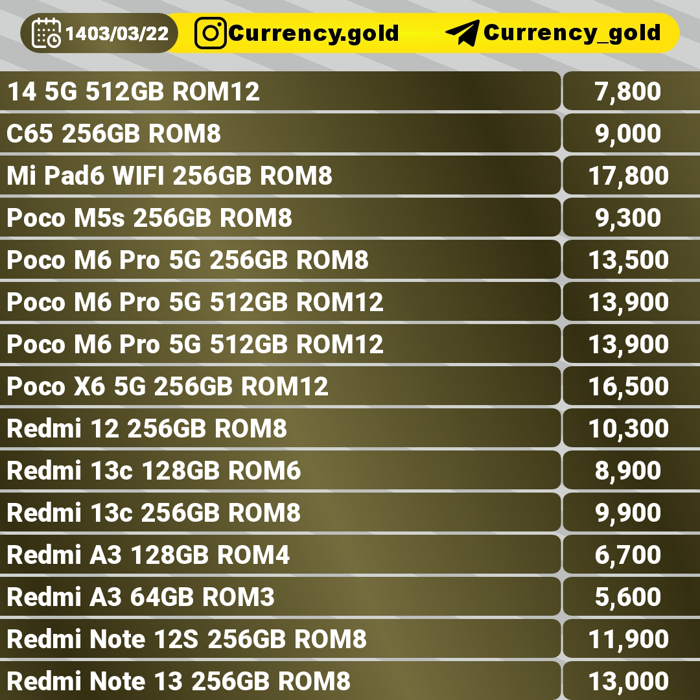 1403/03/22 Currency.gold Currency_gold
14 5G 512GB ROM12 7,800
C65 256GB ROM8 9,000
Mi Pad6 WIFI 256GB ROM8 17,800
Poco M5s 256GB ROM8 9,300
Poco M6 Pro 5G 256GB ROM8 13,500
Poco M6 Pro 5G 512GB ROM12 13,900
Poco M6 Pro 5G 512GB ROM12 13,900
Poco X6 5G 256GB ROM12 16,500
Redmi 12 256GB ROM8 10,300
Redmi 13c 128GB ROM6 8,900
Redmi 13c 256GB ROM8 9,900
Redmi A3 128GB ROM4 6,700
Redmi A3 64GB ROM3 5,600
Redmi Note 12S 256GB ROM8 11,900
Redmi Note 13 256GB ROM8 13,000